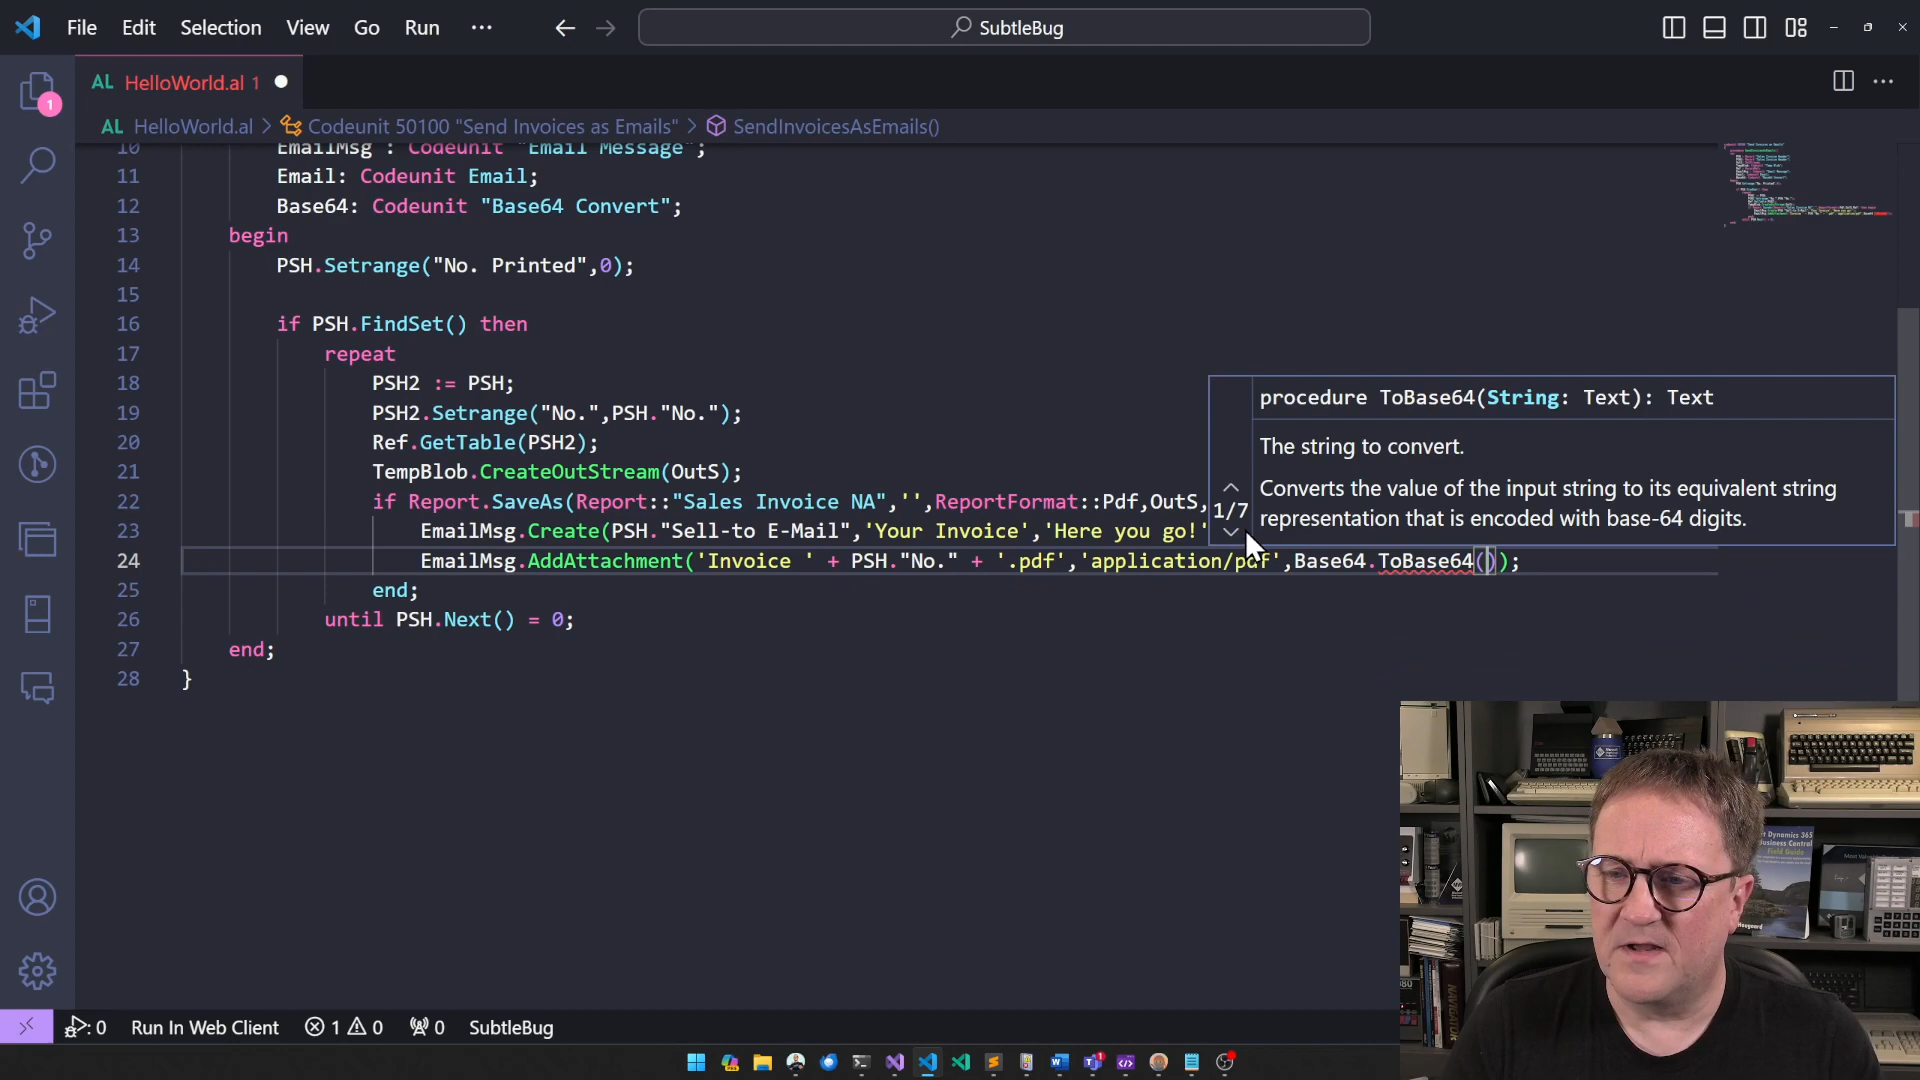 File Edit Selection View Go Run ··· SubtleBug
AL HelloWorld.al 1
AL HelloWorld.al > Codeunit 50100 "Send Invoices as Emails" > SendInvoicesAsEmails()
10 EmailMsg : Codeunit "Email Message";
11 Email: Codeunit Email;
12 Base64: Codeunit "Base64 Convert";
13 begin
14 PSH.Setrange("No. Printed",0);
15
16 if PSH.FindSet() then
17 repeat
18 PSH2 := PSH;
19 PSH2.Setrange("No.",PSH."No.");
20 Ref.GetTable(PSH2);
21 TempBlob.CreateOutStream(OutS);
22 if Report.SaveAs(Report::"Sales Invoice NA",'',ReportFormat::Pdf,OutS,
23 EmailMsg.Create(PSH."Sell-to E-Mail",'Your Invoice','Here you go!'
24 EmailMsg.AddAttachment('Invoice ' + PSH."No." + '.pdf','application/pdf',Base64.ToBase64());
25 end;
26 until PSH.Next() = 0;
27 end;
28 }
procedure ToBase64(String: Text): Text
The string to convert.
1/7
Converts the value of the input string to its equivalent string
representation that is encoded with base-64 digits.
1
: 0 Run In Web Client 1 0 0 SubtleBug